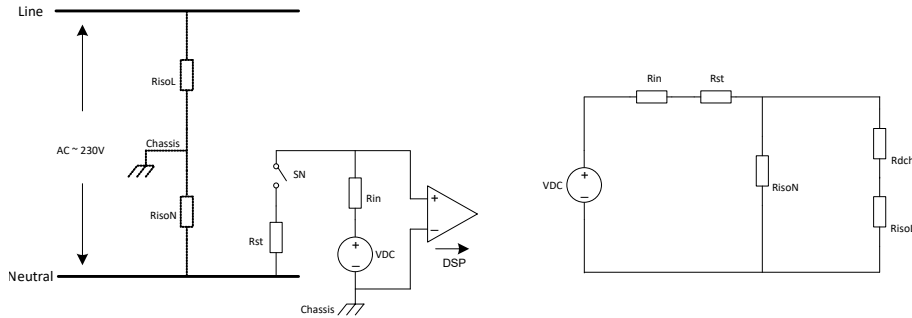 Line
RisoL
Chassis
AC ~ 230V
RisoN
SN
Rin
Rst
VDC
+
−
+
−
DSP
Neutral
Chassis
Rin
Rst
VDC
+
−
RisoN
Rdch
RisoL